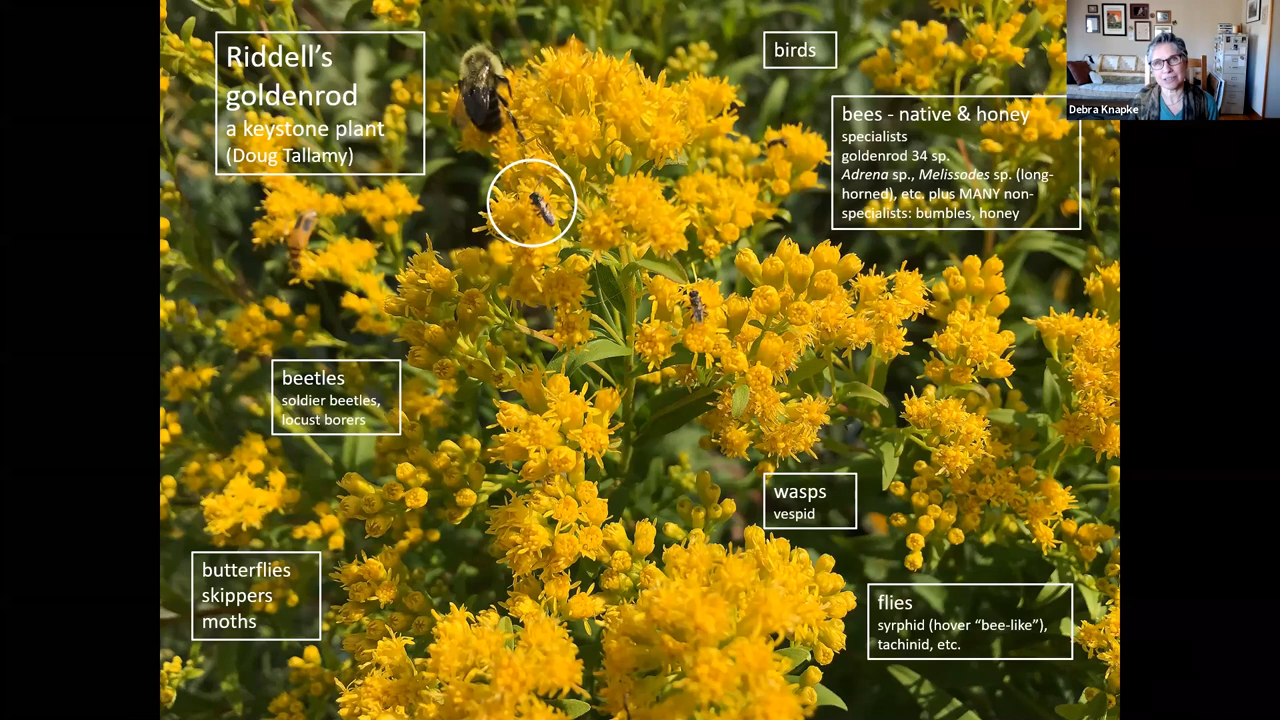 Riddell's
goldenrod
a keystone plant
(Doug Tallamy)
birds
Debra Knapke
bees - native & honey
specialists
goldenrod 34 sp.
Adrena sp., Melissodes sp. (long-
horned), etc. plus MANY non-
specialists: bumbles, honey
beetles
soldier beetles,
locust borers
wasps
vespid
butterflies
skippers
moths
flies
syrphid (hover “bee-like”),
tachinid, etc.